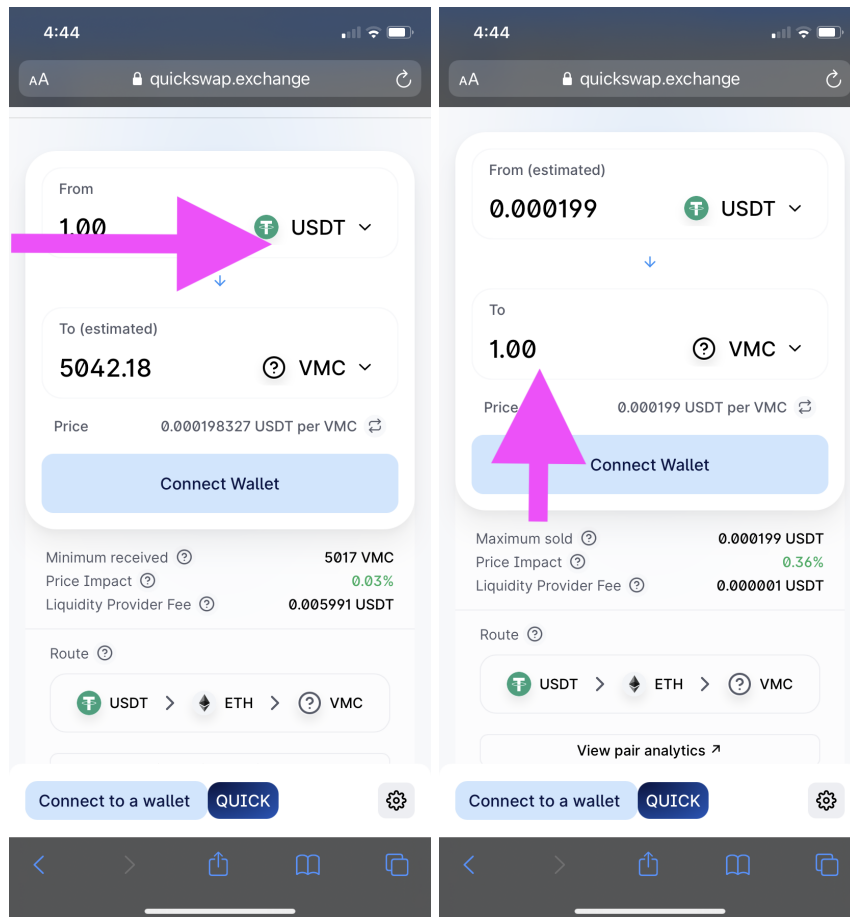 4:44
AA quickswap.exchange
From
1.00 USDT
To (estimated)
5042.18 VMC
Price 0.000198327 USDT per VMC
Connect Wallet
Minimum received ? 5017 VMC
Price Impact ? 0.03%
Liquidity Provider Fee ? 0.005991 USDT
Route ?
USDT > ETH > ? VMC
Connect to a wallet QUICK
4:44
AA quickswap.exchange
From (estimated)
0.000199 USDT
To
1.00 VMC
Price 0.000199 USDT per VMC
Connect Wallet
Maximum sold ? 0.000199 USDT
Price Impact ? 0.36%
Liquidity Provider Fee ? 0.000001 USDT
Route ?
USDT > ETH > ? VMC
View pair analytics ↗
Connect to a wallet QUICK